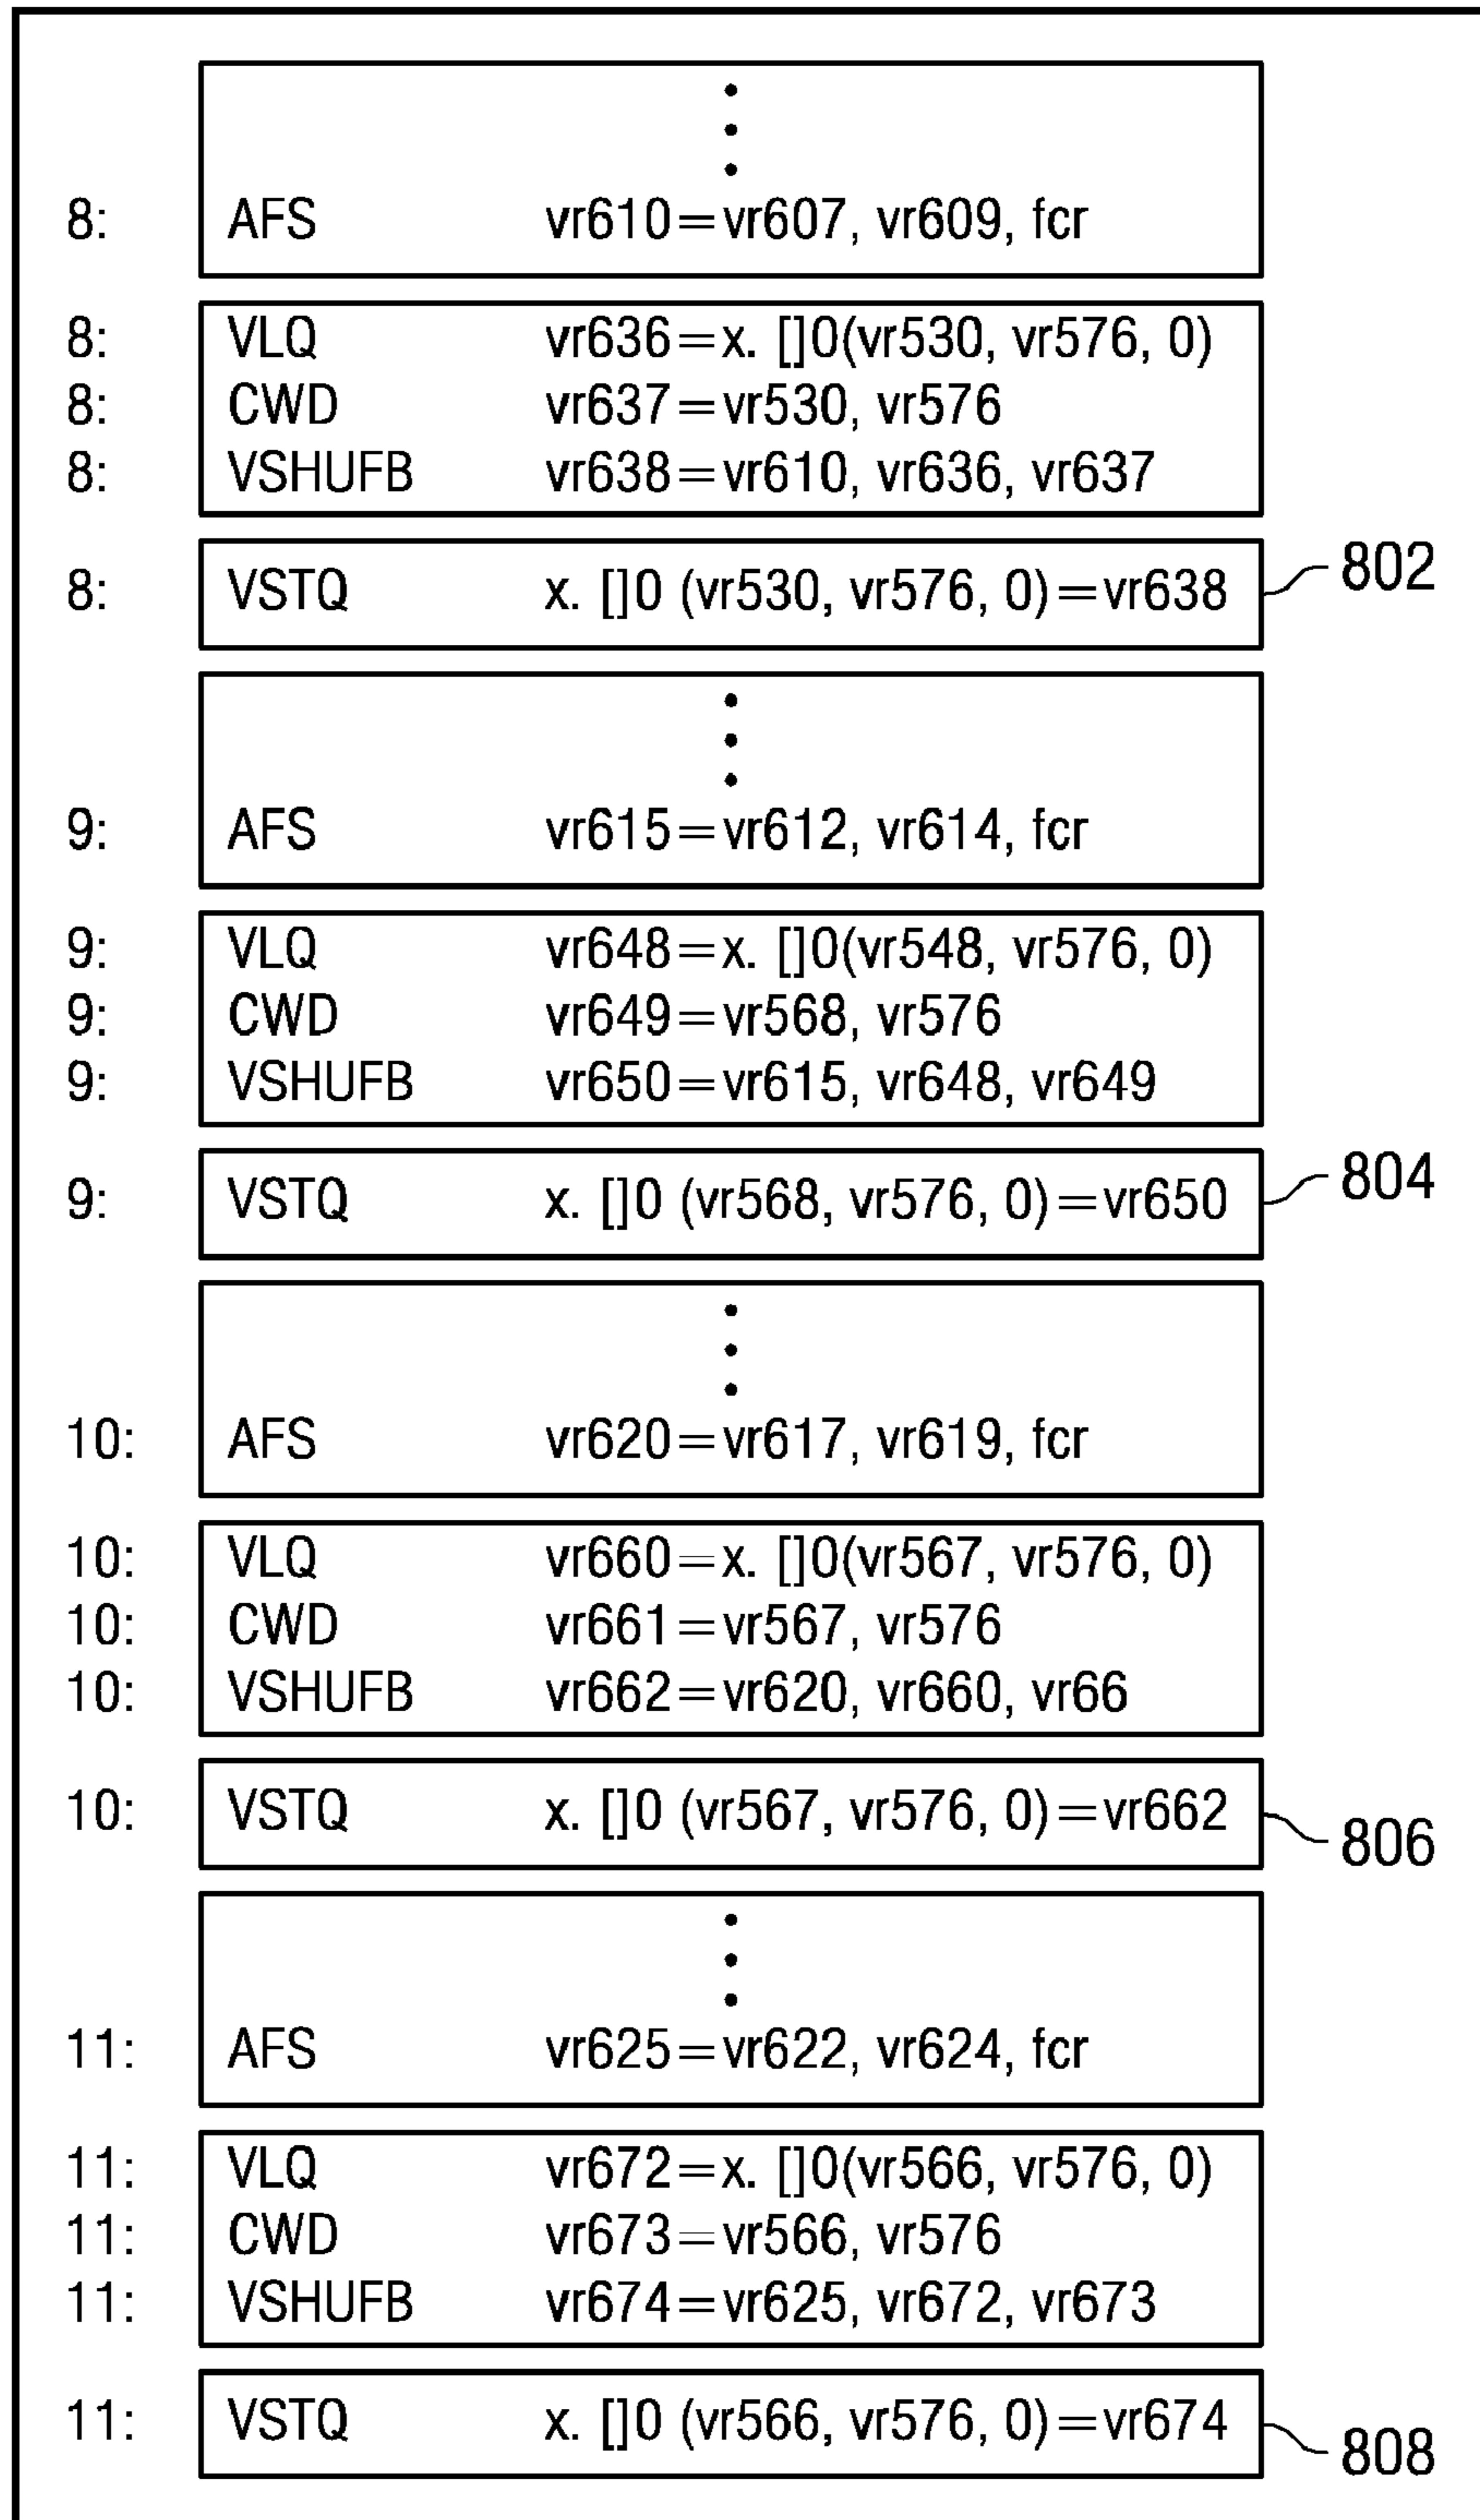 8: AFS vr610=vr607, vr609, fcr
8: VLQ vr636=x. []0(vr530, vr576, 0)
8: CWD vr637=vr530, vr576
8: VSHUFB vr638=vr610, vr636, vr637
8: VSTQ x. []0 (vr530, vr576, 0)=vr638 802
9: AFS vr615=vr612, vr614, fcr
9: VLQ vr648=x. []0(vr548, vr576, 0)
9: CWD vr649=vr568, vr576
9: VSHUFB vr650=vr615, vr648, vr649
9: VSTQ x. []0 (vr568, vr576, 0)=vr650 804
10: AFS vr620=vr617, vr619, fcr
10: VLQ vr660=x. []0(vr567, vr576, 0)
10: CWD vr661=vr567, vr576
10: VSHUFB vr662=vr620, vr660, vr66
10: VSTQ x. []0 (vr567, vr576, 0)=vr662 806
11: AFS vr625=vr622, vr624, fcr
11: VLQ vr672=x. []0(vr566, vr576, 0)
11: CWD vr673=vr566, vr576
11: VSHUFB vr674=vr625, vr672, vr673
11: VSTQ x. []0 (vr566, vr576, 0)=vr674 808